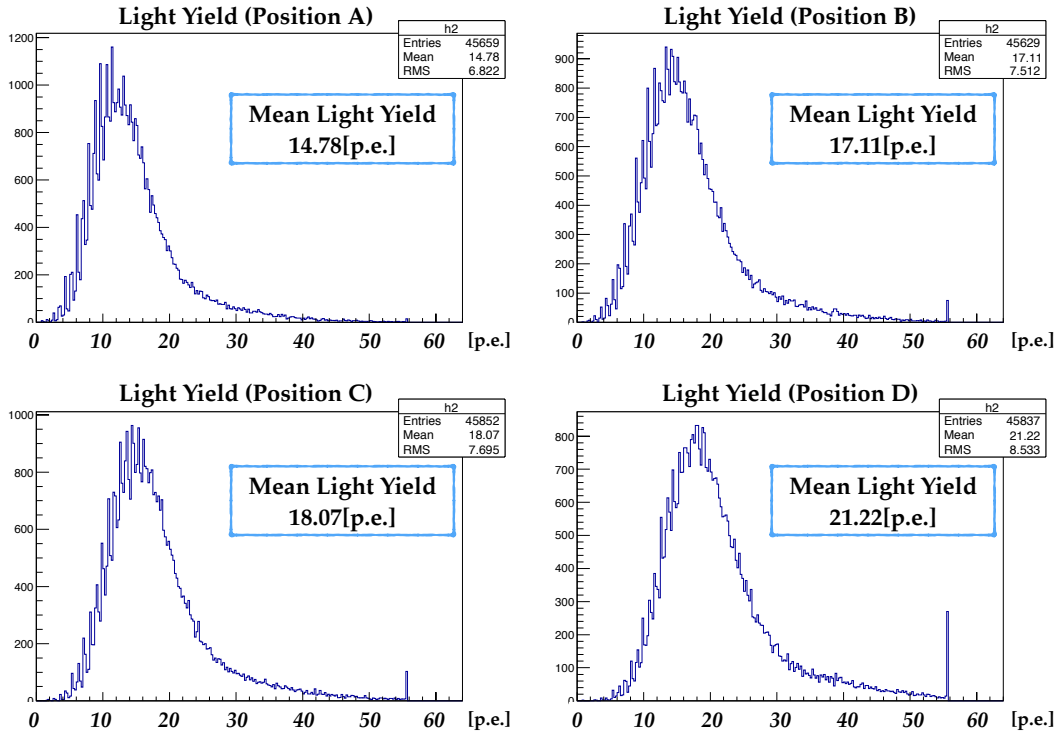 Light Yield (Position A)
h2
Entries 45659
Mean 14.78
RMS 6.822
Mean Light Yield
14.78[p.e.]
1200
1000
800
600
400
200
0
0 10 20 30 40 50 60 [p.e.]
Light Yield (Position B)
h2
Entries 45629
Mean 17.11
RMS 7.512
Mean Light Yield
17.11[p.e.]
900
800
700
600
500
400
300
200
100
0
0 10 20 30 40 50 60 [p.e.]
Light Yield (Position C)
h2
Entries 45852
Mean 18.07
RMS 7.695
Mean Light Yield
18.07[p.e.]
1000
800
600
400
200
0
0 10 20 30 40 50 60 [p.e.]
Light Yield (Position D)
h2
Entries 45837
Mean 21.22
RMS 8.533
Mean Light Yield
21.22[p.e.]
800
700
600
500
400
300
200
100
0
0 10 20 30 40 50 60 [p.e.]